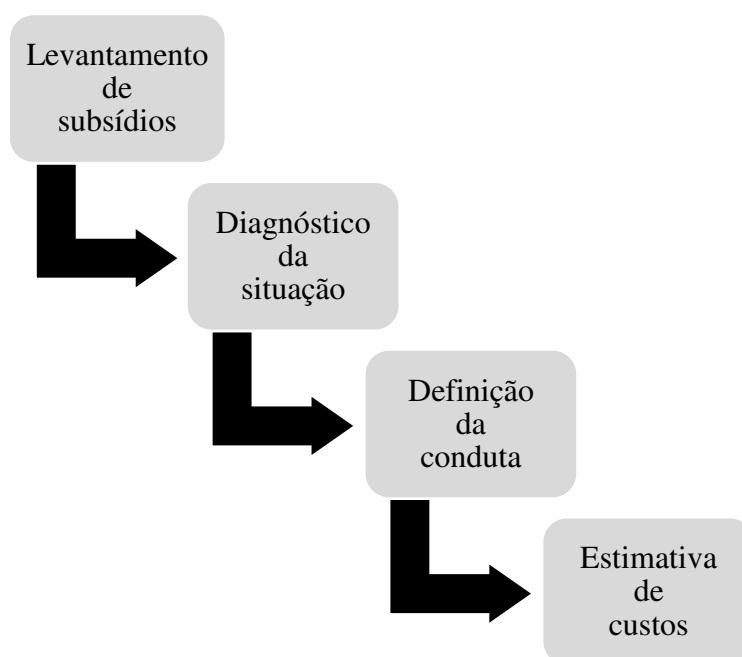 Levantamento
de
subsídios
Diagnóstico
da
situação
Definição
da
conduta
Estimativa
de
custos